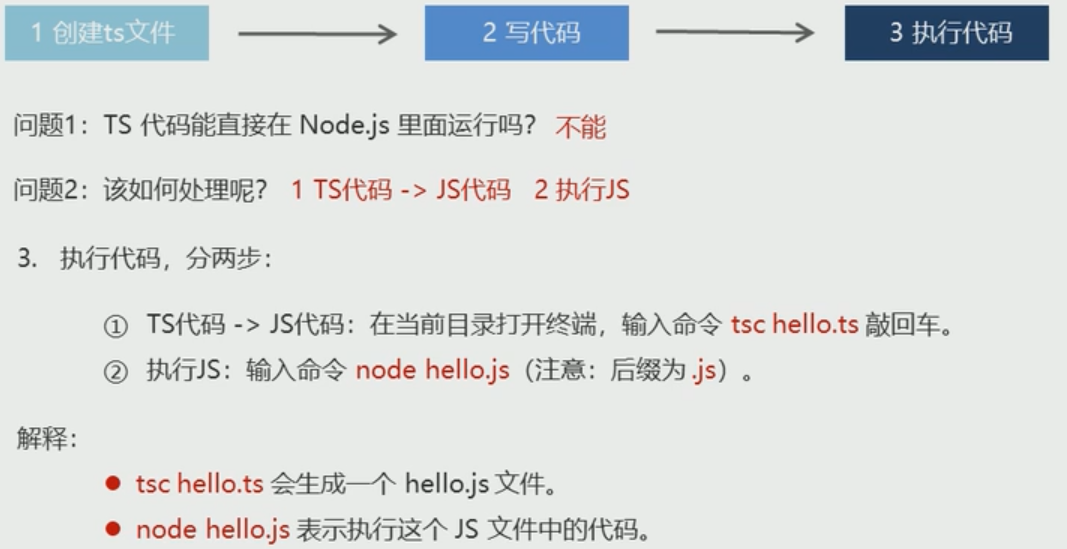 1 创建ts文件
2 写代码
3 执行代码
问题1：TS 代码能直接在 Node.js 里面运行吗？ 不能
问题2：该如何处理呢？ 1 TS代码 -> JS代码 2 执行JS
3. 执行代码，分两步：
① TS代码 -> JS代码：在当前目录打开终端，输入命令 tsc hello.ts 敲回车。
② 执行JS：输入命令 node hello.js（注意：后缀为 .js）。
解释：
● tsc hello.ts 会生成一个 hello.js 文件。
● node hello.js 表示执行这个 JS 文件中的代码。